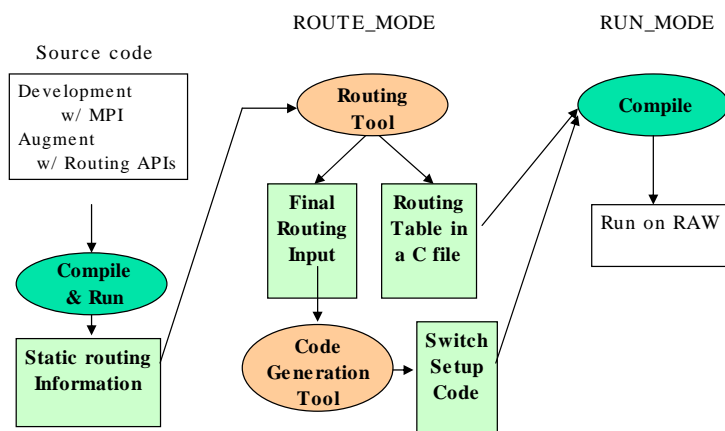 ROUTE_MODE
RUN_MODE
Source code
Development
w/ MPI
Augment
w/ Routing APIs
Compile
& Run
Static routing
Information
Routing
Tool
Final
Routing
Input
Routing
Table in
a C file
Code
Generation
Tool
Switch
Setup
Code
Compile
Run on RAW